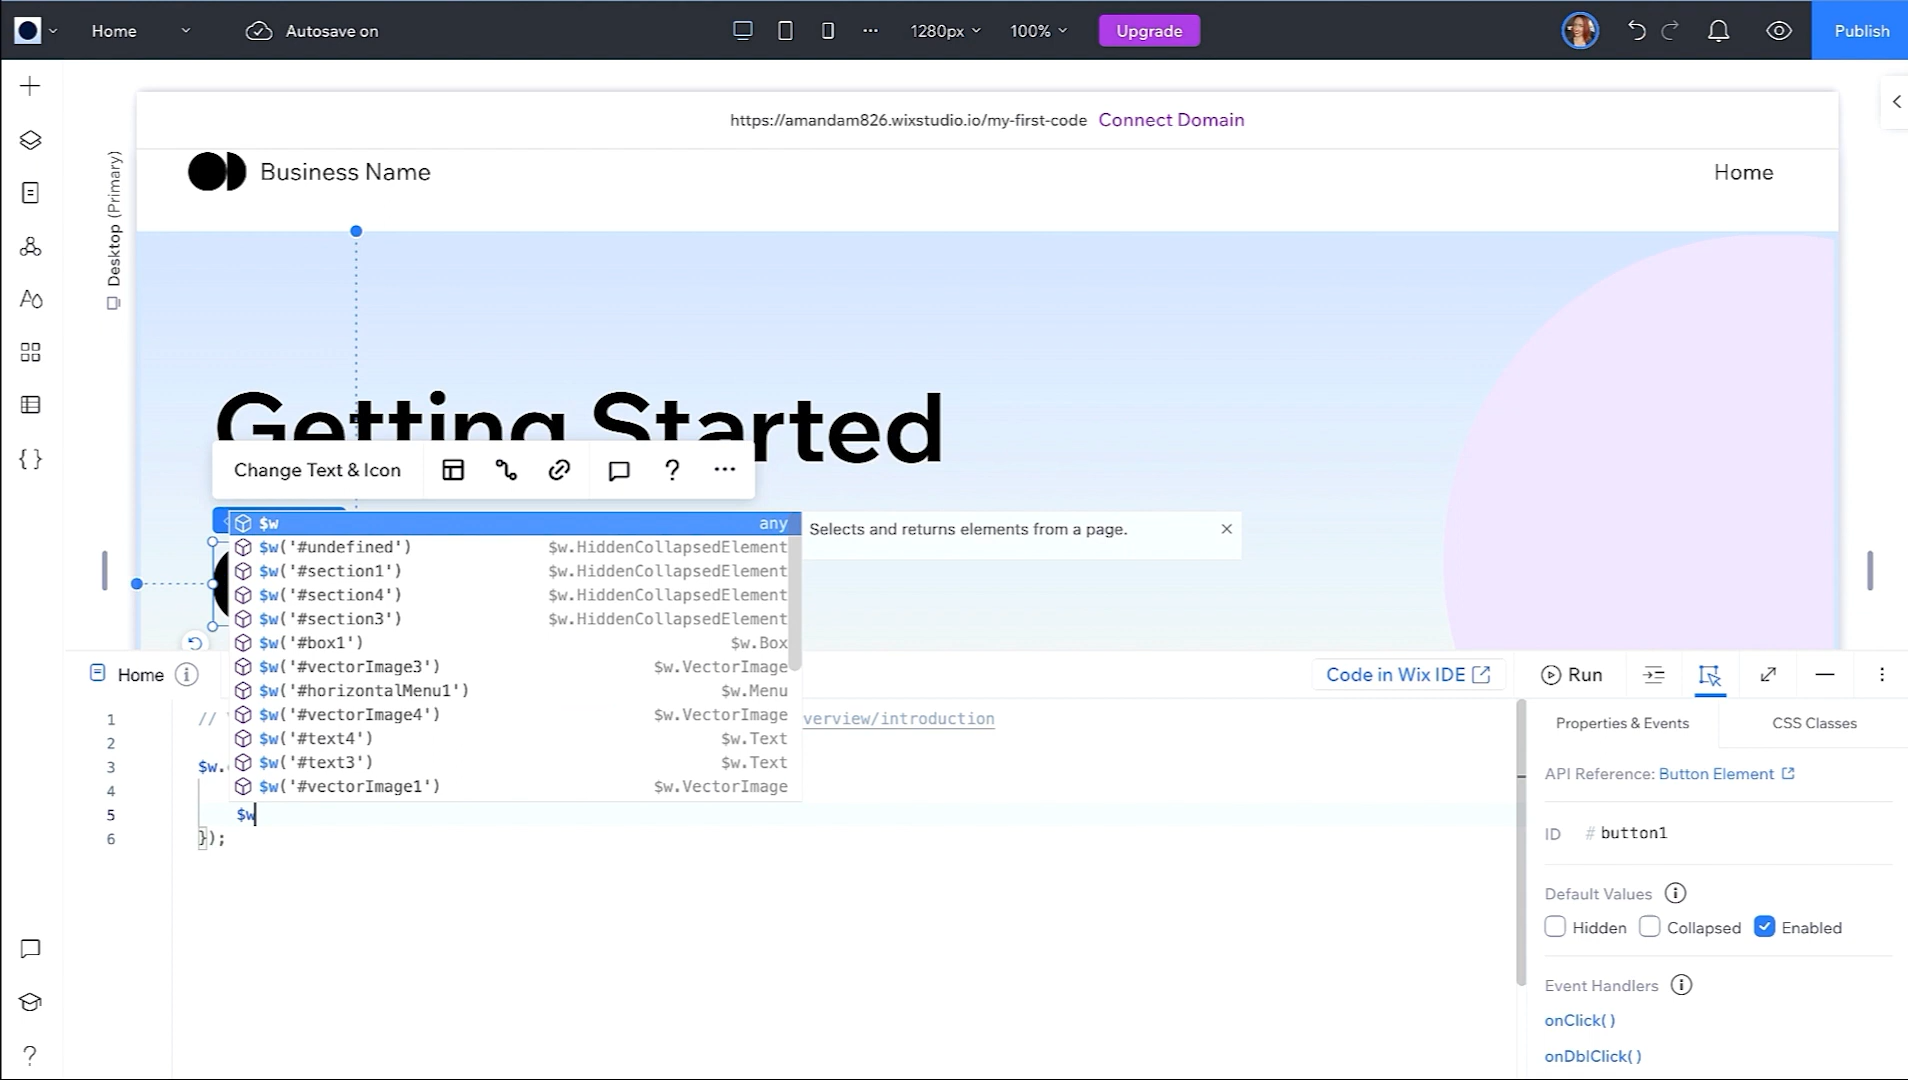 Home
Autosave on
1280px
100%
Upgrade
Publish
https://amandam826.wixstudio.io/my-first-code Connect Domain
Desktop (Primary)
Business Name
Home
Getting Started
Change Text & Icon
?
$w any
$w('#undefined') $w.HiddenCollapsedElement
$w('#section1') $w.HiddenCollapsedElement
$w('#section4') $w.HiddenCollapsedElement
$w('#section3') $w.HiddenCollapsedElement
$w('#box1') $w.Box
$w('#vectorImage3') $w.VectorImage
$w('#horizontalMenu1') $w.Menu
$w('#vectorImage4') $w.VectorImage
$w('#text4') $w.Text
$w('#text3') $w.Text
$w('#vectorImage1') $w.VectorImage
Selects and returns elements from a page.
Home
Code in Wix IDE
Run
1 // verview/introduction
2
3 $w.
4
5 $w
6 });
Properties & Events
CSS Classes
API Reference: Button Element
ID # button1
Default Values
Hidden Collapsed Enabled
Event Handlers
onClick( )
onDblClick( )
?